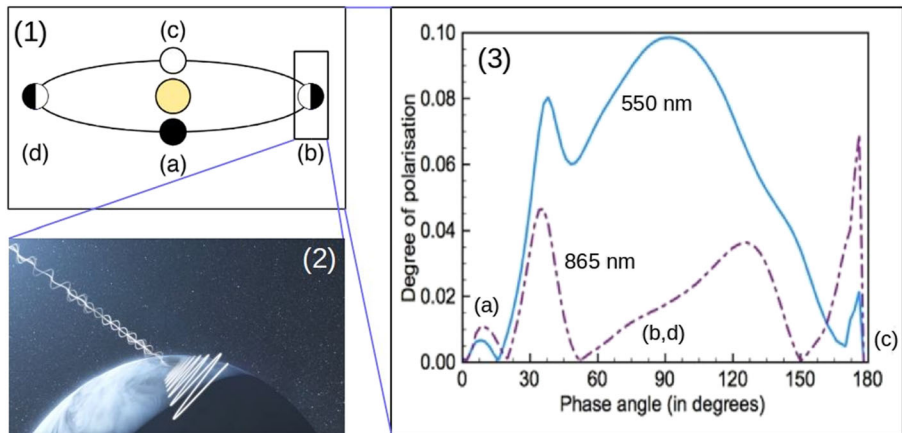 (1)
(c)
(d)
(a)
(b)
(2)
(3)
Degree of polarisation
0.10
0.08
0.06
0.04
0.02
0.00
550 nm
865 nm
(a)
(b,d)
(c)
0 30 60 90 120 150 180
Phase angle (in degrees)